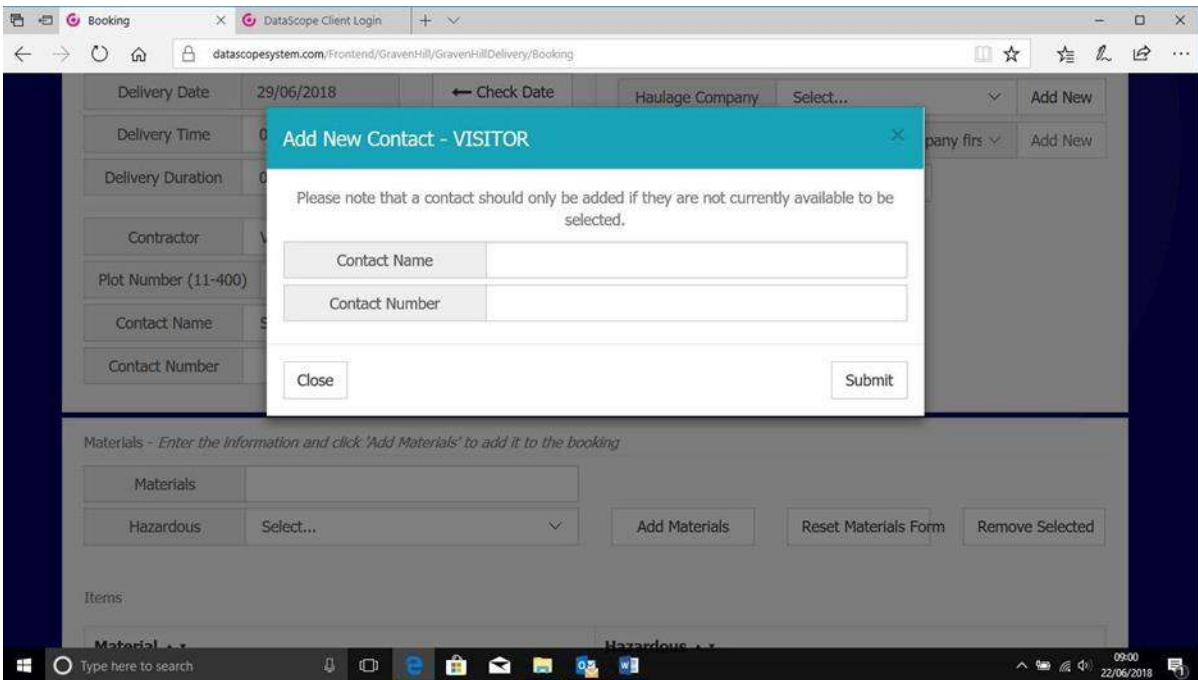 Booking
DataScope Client Login
datascopesystem.com/Frontend/GravenHill/GravenHillDelivery/Booking
Delivery Date 29/06/2018 Check Date Haulage Company Select... Add New
Delivery Time 0 pany firs Add New
Delivery Duration 0
Add New Contact - VISITOR
Please note that a contact should only be added if they are not currently available to be
selected.
Contact Name
Contact Number
Close Submit
Contractor V
Plot Number (11-400)
Contact Name S
Contact Number
Materials - Enter the information and click 'Add Materials' to add it to the booking
Materials
Hazardous Select... Add Materials Reset Materials Form Remove Selected
Items
Material Hazardous
Type here to search
09:00
22/06/2018